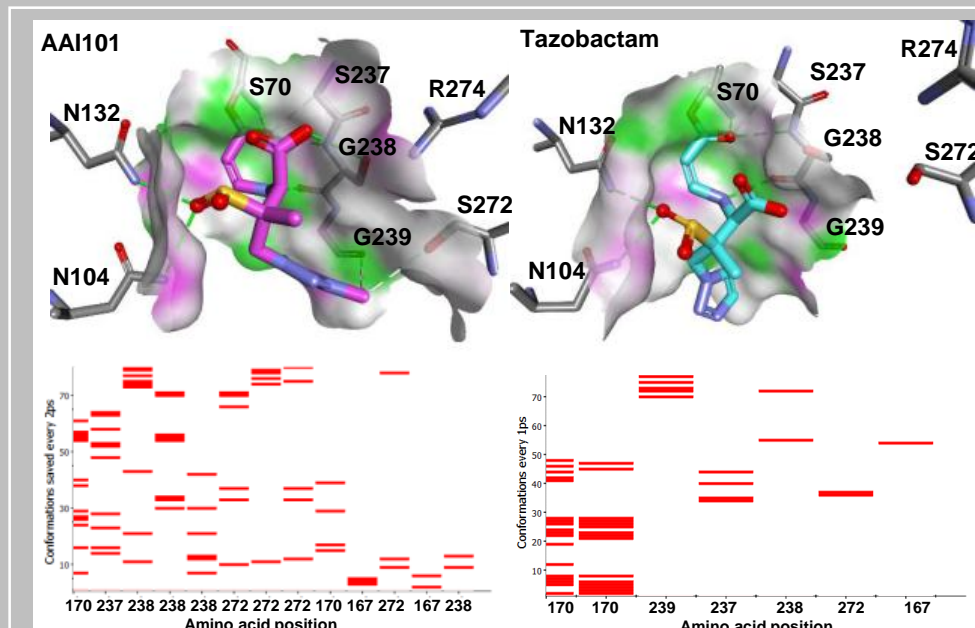 AAI101
Tazobactam
S70
S237
R274
N132
G238
S272
G239
N104
S70
S237
R274
N132
G238
S272
G239
N104
Conformations saved every 2ps
70
50
30
10
170 237 238 238 238 272 272 272 170 167 272 167 238
Amino acid position
Conformations every 1ps
70
60
50
40
30
20
10
170 170 239 237 238 272 167
Amino acid position